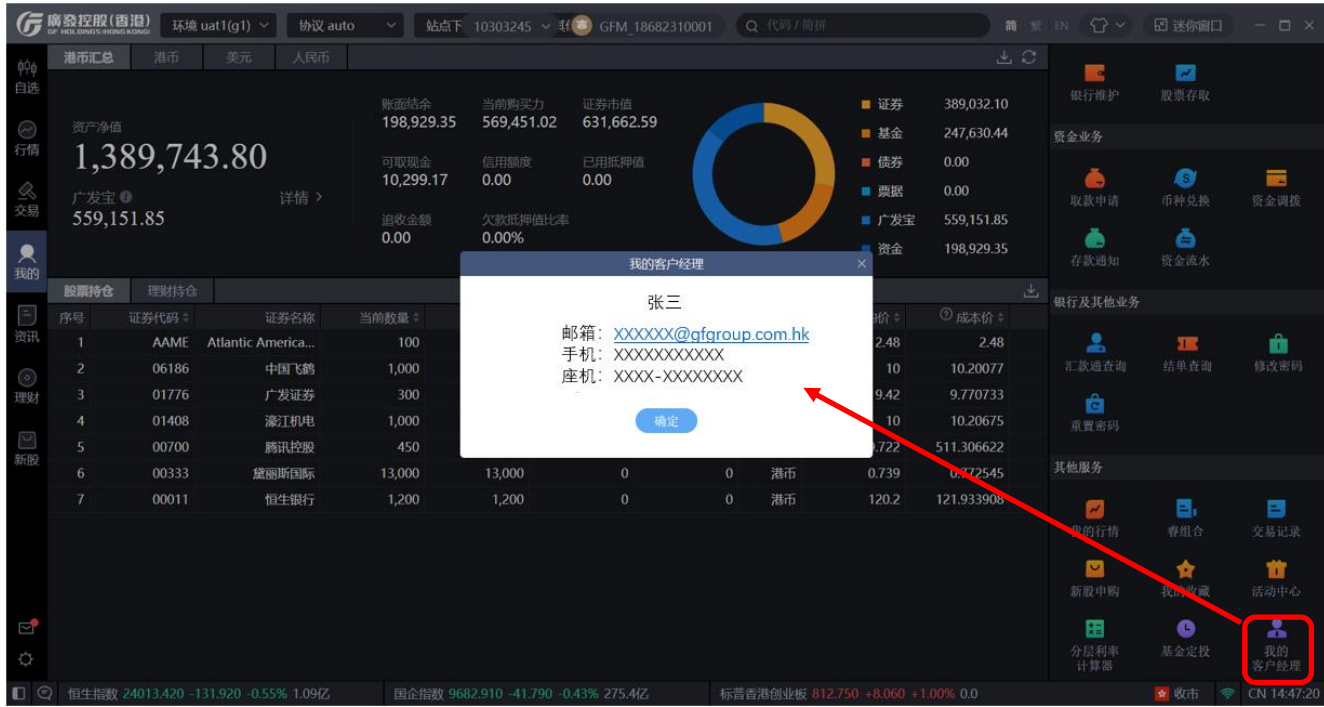 廣發控股(香港)
GF HOLDINGS (HONG KONG)
环境 uat1(g1)
协议 auto
站点下 10303245
GFM_18682310001
代码 / 简拼
简 繁 EN
迷你窗口
自选
行情
交易
我的
资讯
理财
新股
港币汇总 港币 美元 人民币
资产净值
1,389,743.80
广发宝
详情 >
559,151.85
账面结余 当前购买力 证券市值
198,929.35 569,451.02 631,662.59
可取现金 信用额度 已用抵押值
10,299.17 0.00 0.00
追收金额 欠款抵押值比率
0.00 0.00%
证券 389,032.10
基金 247,630.44
债券 0.00
票据 0.00
广发宝 559,151.85
资金 198,929.35
股票持仓 理财持仓
序号 证券代码 证券名称 当前数量 成本价
1 AAME Atlantic America... 100 2.48 2.48
2 06186 中国飞鹤 1,000 10 10.20077
3 01776 广发证券 300 9.42 9.770733
4 01408 濠江机电 1,000 10 10.20675
5 00700 腾讯控股 450 .722 511.306622
6 00333 黛丽斯国际 13,000 13,000 0 0 港币 0.739 0.772545
7 00011 恒生银行 1,200 1,200 0 0 港币 120.2 121.933908
我的客户经理
张三
邮箱：XXXXXX@gfgroup.com.hk
手机：XXXXXXXXXXX
座机：XXXX-XXXXXXXX
确定
银行维护 股票存取
资金业务
取款申请 币种兑换 资金调拨
存款通知 资金流水
银行及其他业务
汇款通查询 结单查询 修改密码
重置密码
其他服务
我的行情 睿组合 交易记录
新股申购 我的收藏 活动中心
分层利率
计算器
基金定投
我的
客户经理
恒生指数 24013.420 -131.920 -0.55% 1.09亿
国企指数 9682.910 -41.790 -0.43% 275.4亿
标普香港创业板 812.750 +8.060 +1.00% 0.0
收市
CN 14:47:20